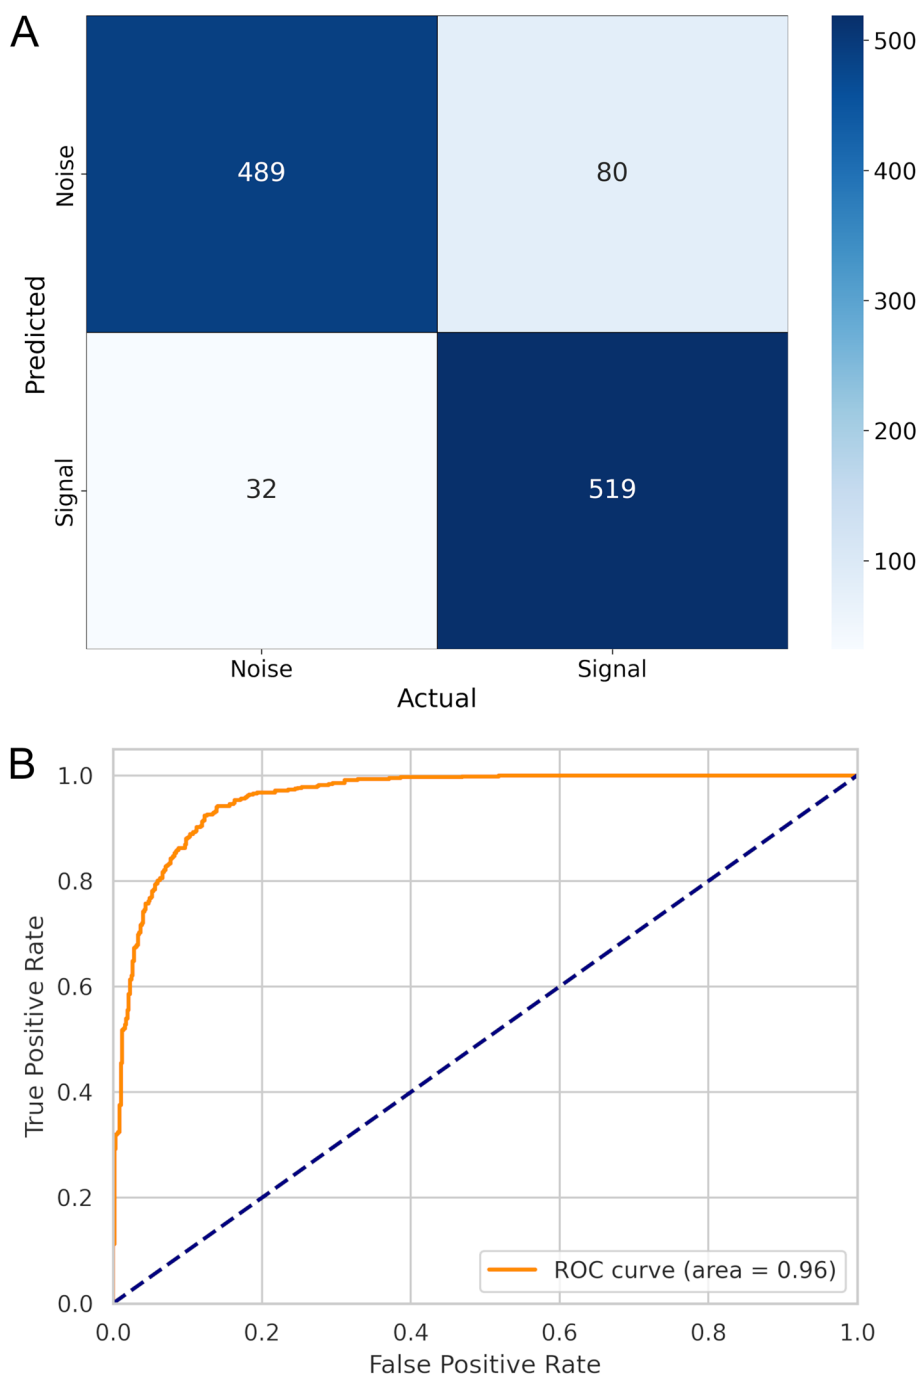 A
500
Noise
489
80
400
300
Predicted
200
Signal
32
519
100
Noise
Signal
Actual
B
1.0
0.8
True Positive Rate
0.6
0.4
0.2
ROC curve (area = 0.96)
0.0
0.0
0.2
0.4
0.6
0.8
1.0
False Positive Rate